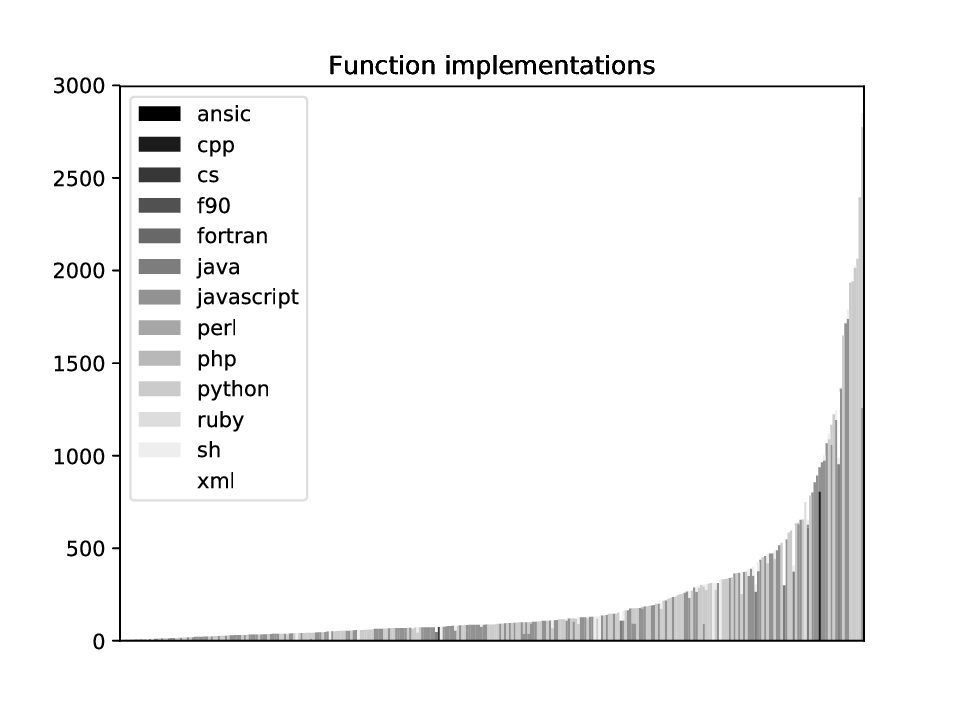 Function implementations
3000
2500
2000
1500
1000
500
0
ansic
cpp
cs
f90
fortran
java
javascript
perl
php
python
ruby
sh
xml